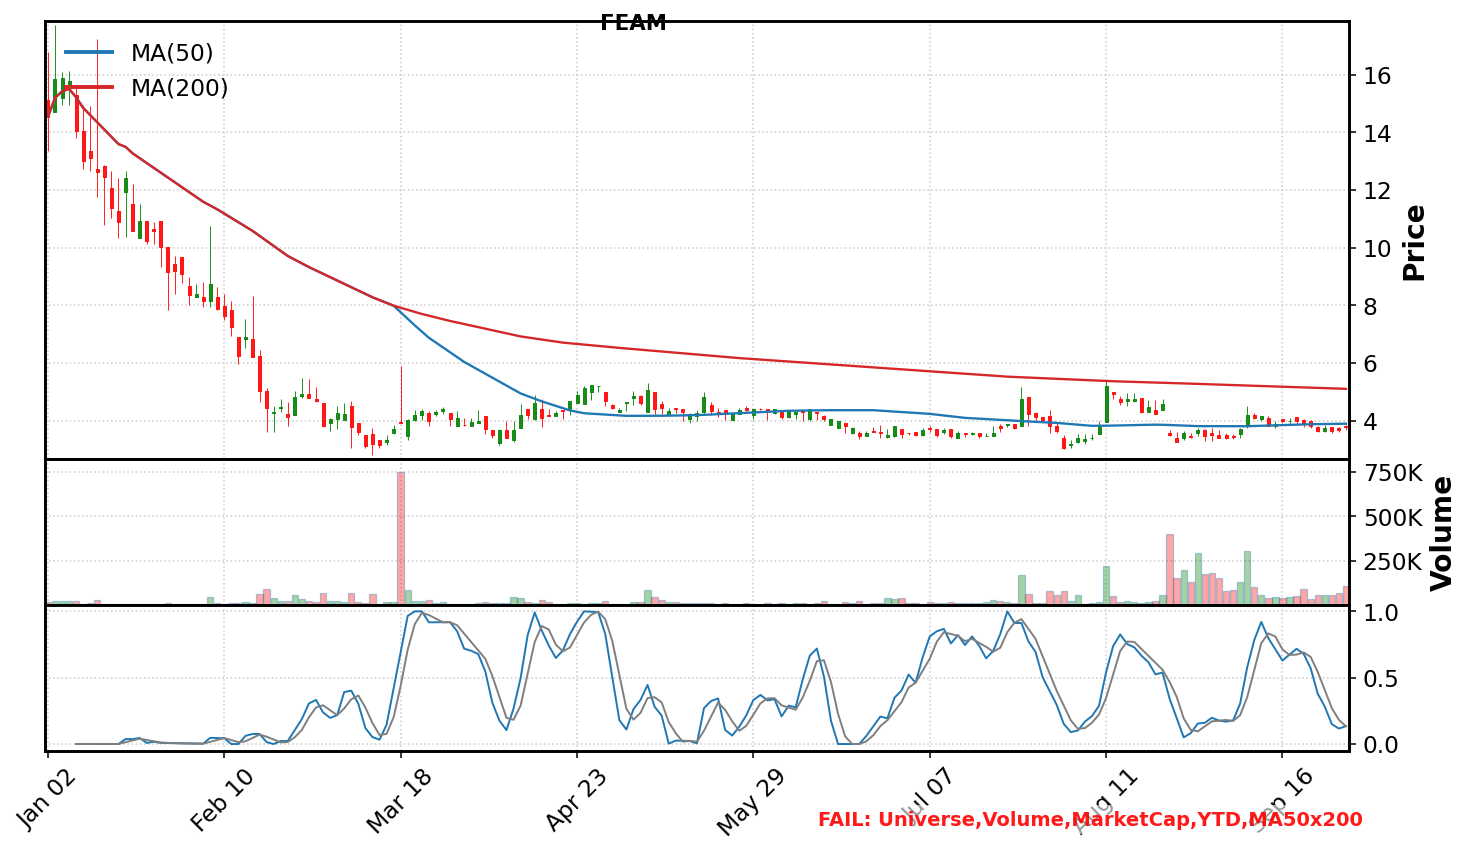 FEAM
MA(50)
MA(200)
16
14
12
10
8
6
4
Price
750K
500K
250K
Volume
1.0
0.5
0.0
Jan 02
Feb 10
Mar 18
Apr 23
May 29
Jul 07
Aug 11
Sep 16
FAIL: Universe,Volume,MarketCap,YTD,MA50x200